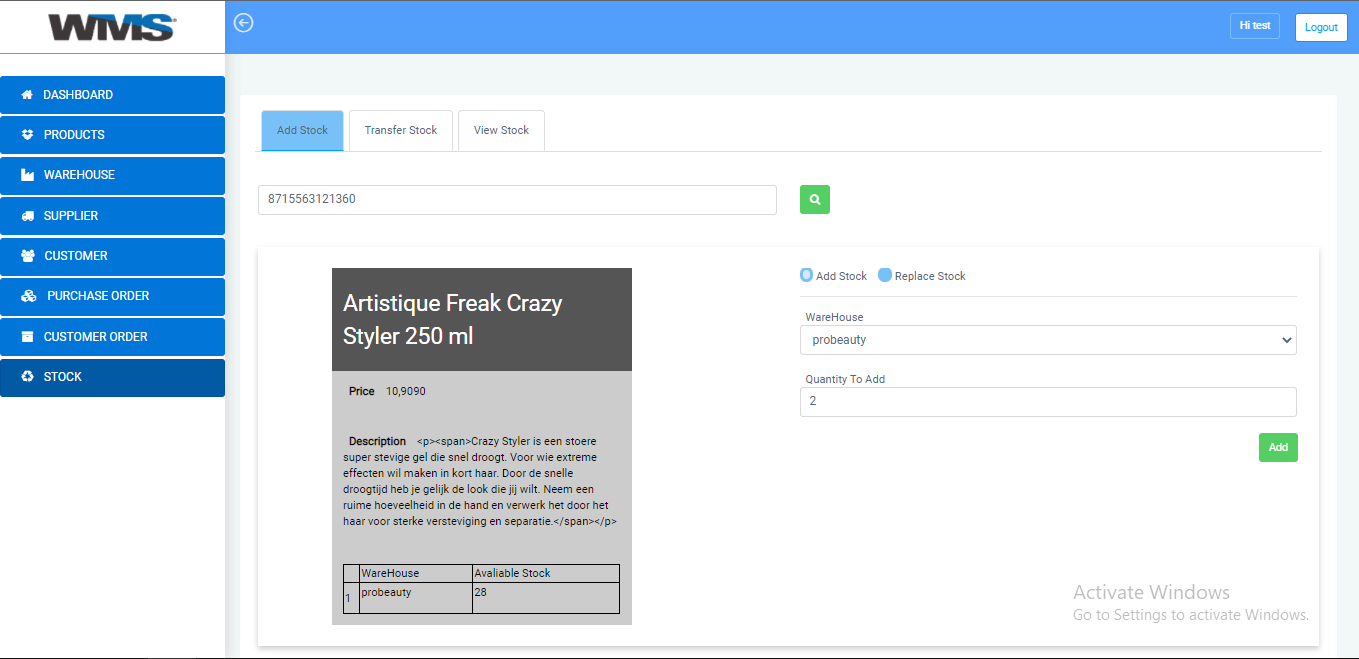 WMS
Hi test
Logout
DASHBOARD
PRODUCTS
WAREHOUSE
SUPPLIER
CUSTOMER
PURCHASE ORDER
CUSTOMER ORDER
STOCK
Add Stock
Transfer Stock
View Stock
8715563121360
Artistique Freak Crazy
Styler 250 ml
Price 10,9090
Description <p><span>Crazy Styler is een stoere
super stevige gel die snel droogt. Voor wie extreme
effecten wil maken in kort haar. Door de snelle
droogtijd heb je gelijk de look die jij wilt. Neem een
ruime hoeveelheid in de hand en verwerk het door het
haar voor sterke versteviging en separatie.</span></p>
WareHouse Avaliable Stock
1 probeauty 28
Add Stock Replace Stock
WareHouse
probeauty
Quantity To Add
2
Add
Activate Windows
Go to Settings to activate Windows.